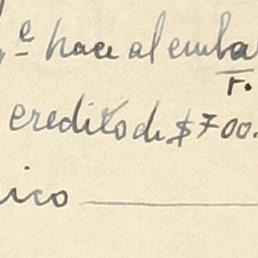 e hace al emba
r.
credito de $700.
ico